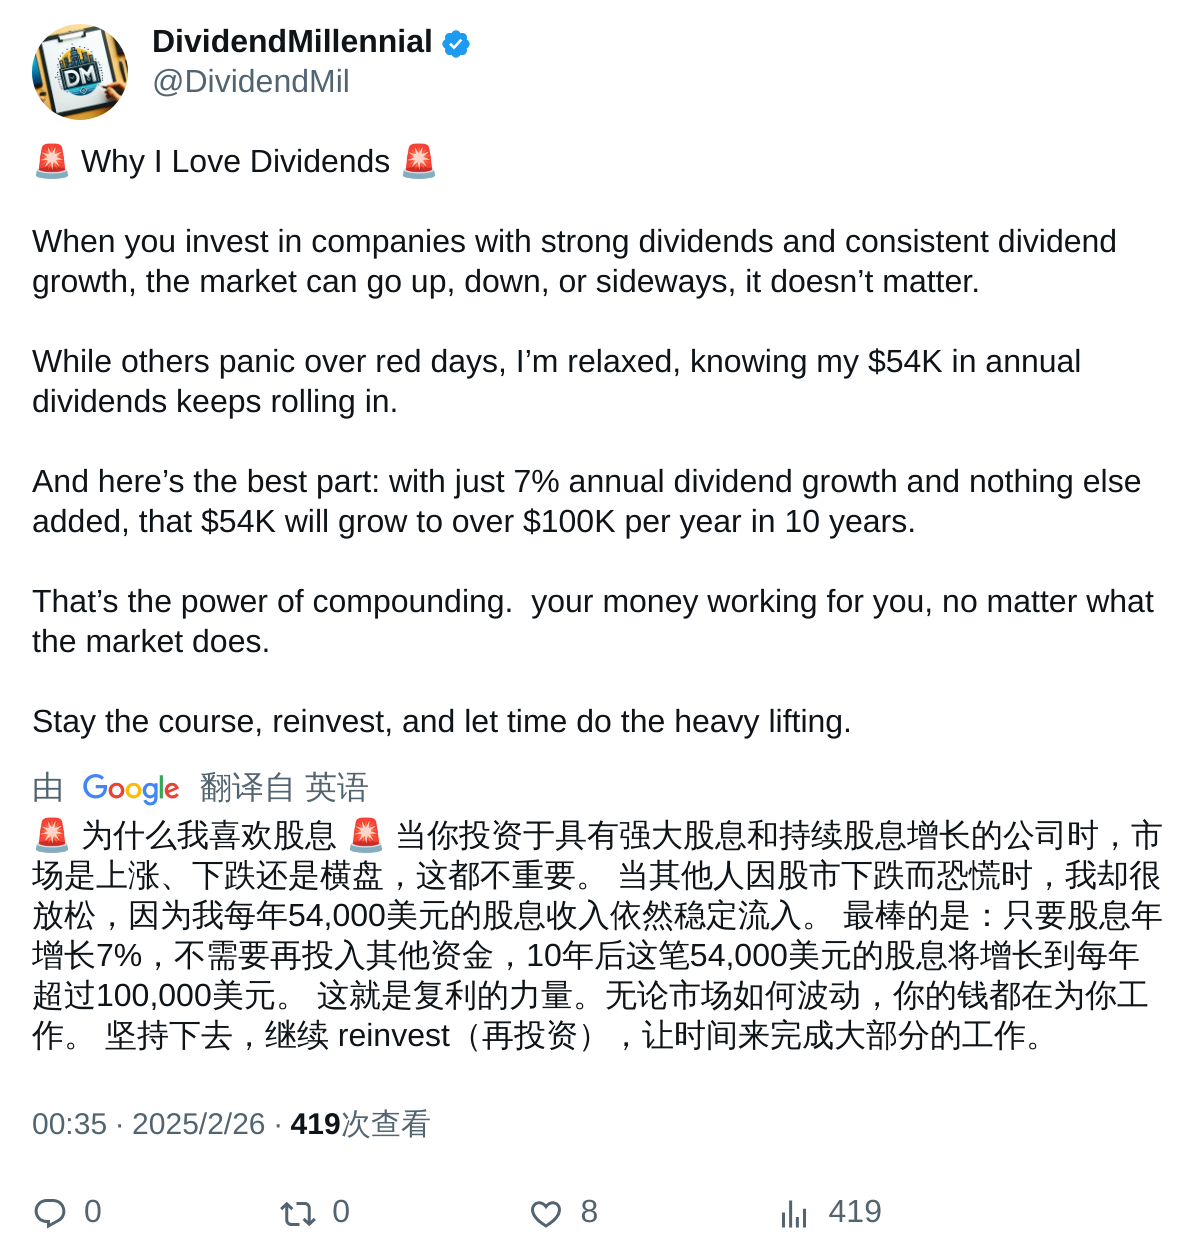 DM
DividendMillennial
@DividendMil
🚨 Why I Love Dividends 🚨
When you invest in companies with strong dividends and consistent dividend
growth, the market can go up, down, or sideways, it doesn’t matter.
While others panic over red days, I’m relaxed, knowing my $54K in annual
dividends keeps rolling in.
And here’s the best part: with just 7% annual dividend growth and nothing else
added, that $54K will grow to over $100K per year in 10 years.
That’s the power of compounding.  your money working for you, no matter what
the market does.
Stay the course, reinvest, and let time do the heavy lifting.
由 Google 翻译自 英语
🚨 为什么我喜欢股息 🚨 当你投资于具有强大股息和持续股息增长的公司时，市
场是上涨、下跌还是横盘，这都不重要。 当其他人因股市下跌而恐慌时，我却很
放松，因为我每年54,000美元的股息收入依然稳定流入。 最棒的是：只要股息年
增长7%，不需要再投入其他资金，10年后这笔54,000美元的股息将增长到每年
超过100,000美元。 这就是复利的力量。无论市场如何波动，你的钱都在为你工
作。 坚持下去，继续 reinvest（再投资），让时间来完成大部分的工作。
00:35 · 2025/2/26 · 419次查看
0 0 8 419